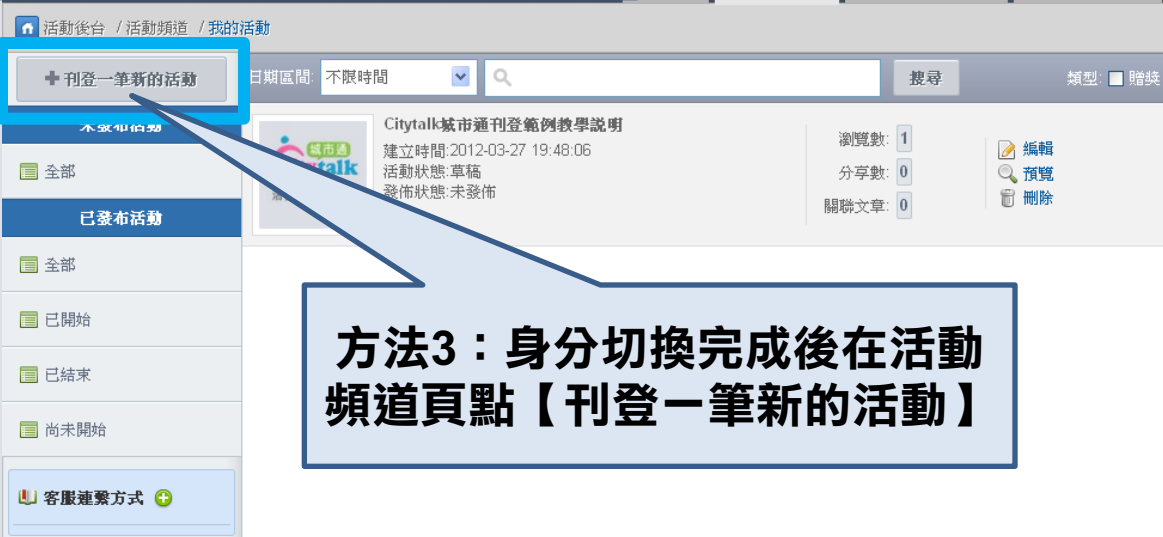 活動後台 / 活動頻道 / 我的活動
刊登一筆新的活動
日期區間: 不限時間
搜尋
類型: 贈獎
未發布活動
全部
已發布活動
全部
已開始
已結束
尚未開始
客服連繫方式
城市通
talk
Citytalk城市通刊登範例教學說明
建立時間:2012-03-27 19:48:06
活動狀態:草稿
發佈狀態:未發佈
瀏覽數: 1
分享數: 0
關聯文章: 0
編輯
預覽
刪除
方法3：身分切換完成後在活動
頻道頁點【刊登一筆新的活動】